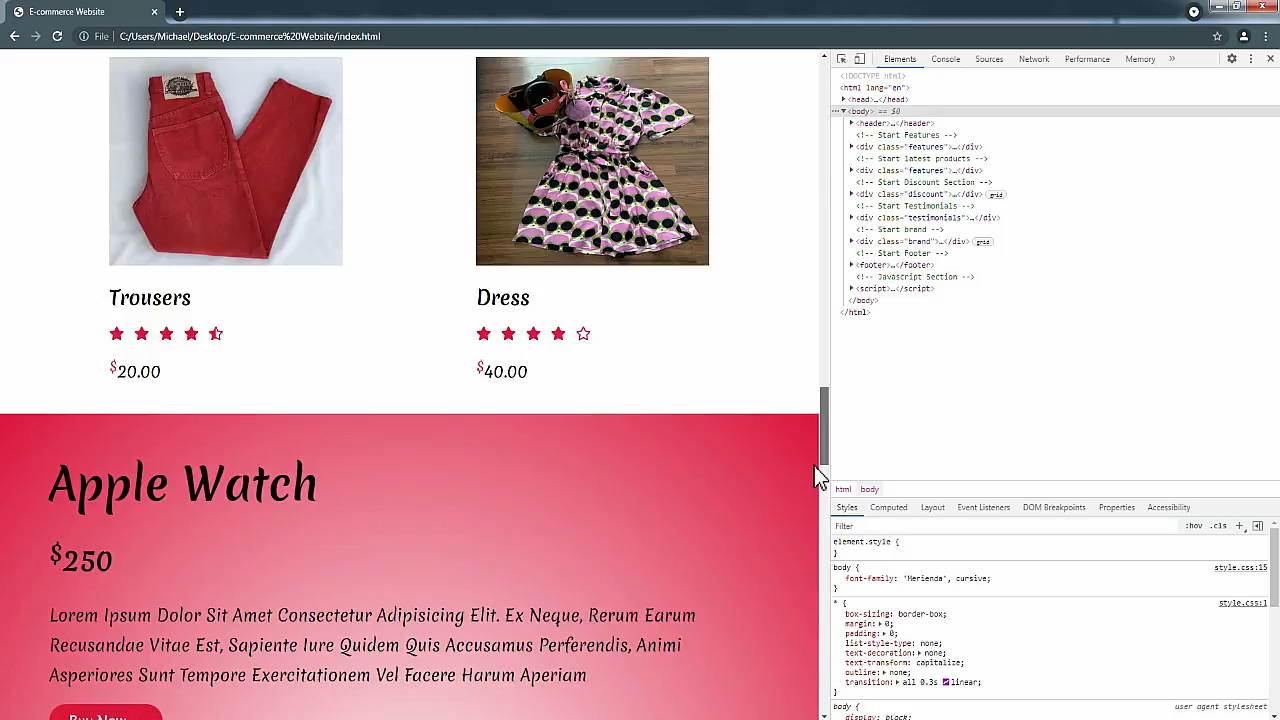 E-commerce Website
File C:/Users/Michael/Desktop/E-commerce%20Website/index.html
Trousers
$20.00
Dress
$40.00
Apple Watch
$250
Lorem Ipsum Dolor Sit Amet Consectetur Adipisicing Elit. Ex Neque, Rerum Earum
Recusandae Vitae Est, Sapiente Iure Quidem Quis Accusamus Perferendis, Animi
Asperiores Sunt Tempore Exercitationem Vel Facere Harum Aperiam
Buy Now
Elements Console Sources Network Performance Memory »
<!DOCTYPE html>
<html lang="en">
<head>…</head>
<body> == $0
<header>…</header>
<!-- Start Features -->
<div class="features">…</div>
<!-- Start latest products -->
<div class="features">…</div>
<!-- Start Discount Section -->
<div class="discount">…</div> grid
<!-- Start Testimonials -->
<div class="testimonials">…</div>
<!-- Start brand -->
<div class="brand">…</div> grid
<!-- Start Footer -->
<footer>…</footer>
<!-- Javascript Section -->
<script>…</script>
</body>
</html>
html body
Styles Computed Layout Event Listeners DOM Breakpoints Properties Accessibility
Filter :hov .cls +
element.style {
}
body { style.css:15
font-family: 'Merienda', cursive;
}
* { style.css:1
box-sizing: border-box;
margin: 0;
padding: 0;
list-style-type: none;
text-decoration: none;
text-transform: capitalize;
outline: none;
transition: all 0.3s linear;
}
body { user agent stylesheet
display: block;